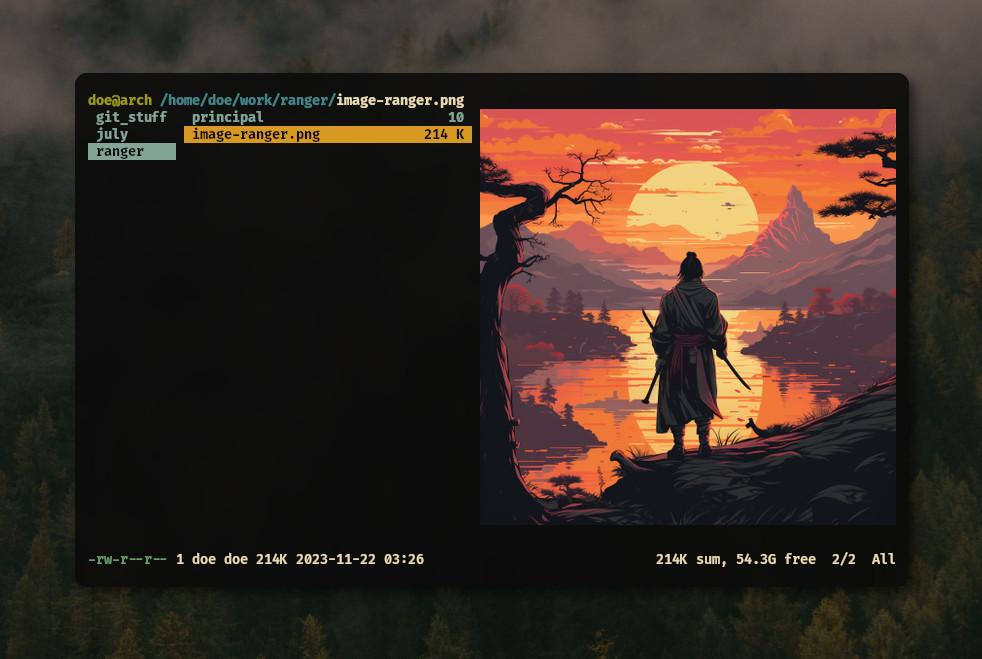 doe@arch /home/doe/work/ranger/image-ranger.png
git_stuff principal 10
july image-ranger.png 214 K
ranger
-rw-r--r-- 1 doe doe 214K 2023-11-22 03:26 214K sum, 54.3G free 2/2 All